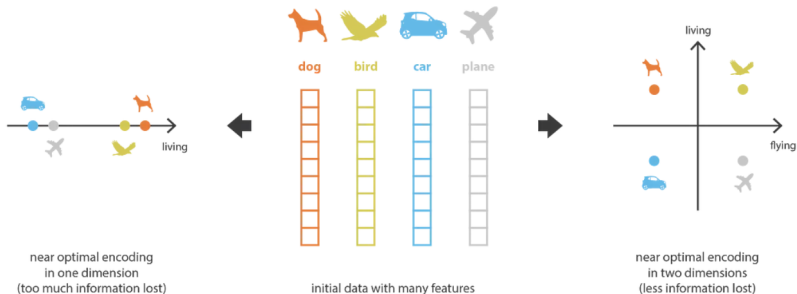 dog
bird
car
plane
living
living
flying
near optimal encoding
in one dimension
(too much information lost)
initial data with many features
near optimal encoding
in two dimensions
(less information lost)